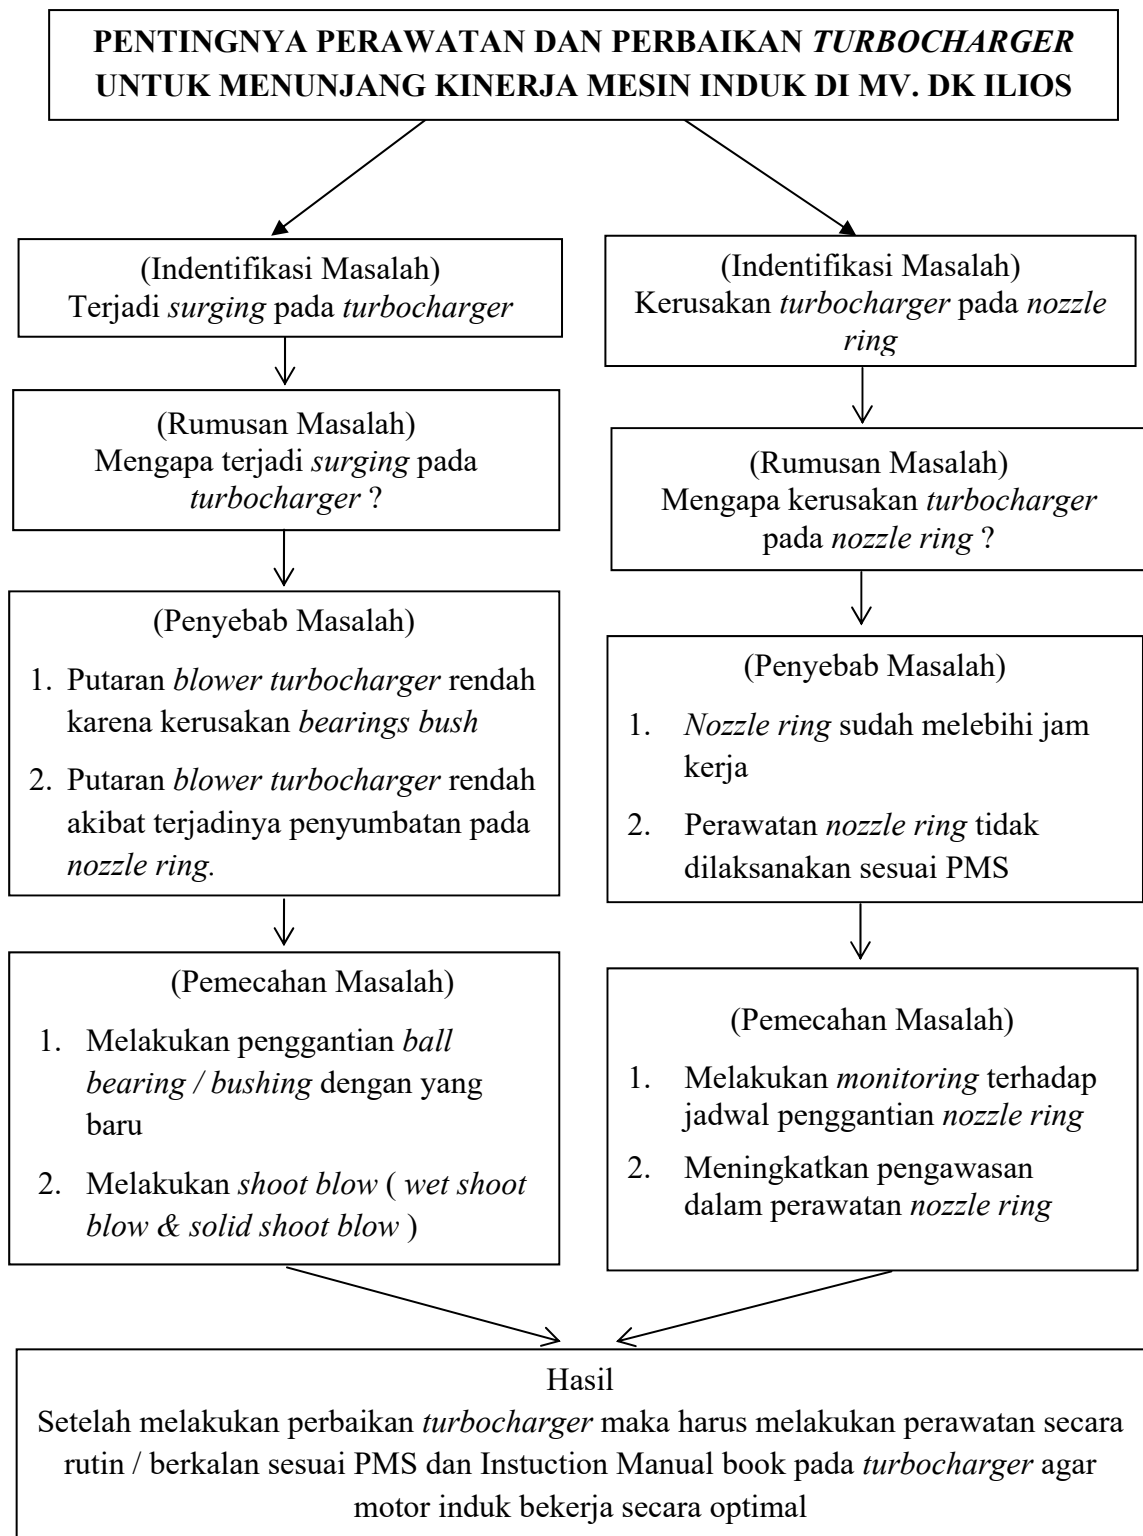 PENTINGNYA PERAWATAN DAN PERBAIKAN TURBOCHARGER
UNTUK MENUNJANG KINERJA MESIN INDUK DI MV. DK ILIOS
(Indentifikasi Masalah)
Terjadi surging pada turbocharger
(Rumusan Masalah)
Mengapa terjadi surging pada
turbocharger ?
(Penyebab Masalah)
1. Putaran blower turbocharger rendah
karena kerusakan bearings bush
2. Putaran blower turbocharger rendah
akibat terjadinya penyumbatan pada
nozzle ring.
(Pemecahan Masalah)
1. Melakukan penggantian ball
bearing / bushing dengan yang
baru
2. Melakukan shoot blow ( wet shoot
blow & solid shoot blow )
(Indentifikasi Masalah)
Kerusakan turbocharger pada nozzle
ring
(Rumusan Masalah)
Mengapa kerusakan turbocharger
pada nozzle ring ?
(Penyebab Masalah)
1. Nozzle ring sudah melebihi jam
kerja
2. Perawatan nozzle ring tidak
dilaksanakan sesuai PMS
(Pemecahan Masalah)
1. Melakukan monitoring terhadap
jadwal penggantian nozzle ring
2. Meningkatkan pengawasan
dalam perawatan nozzle ring
Hasil
Setelah melakukan perbaikan turbocharger maka harus melakukan perawatan secara
rutin / berkalan sesuai PMS dan Instuction Manual book pada turbocharger agar
motor induk bekerja secara optimal